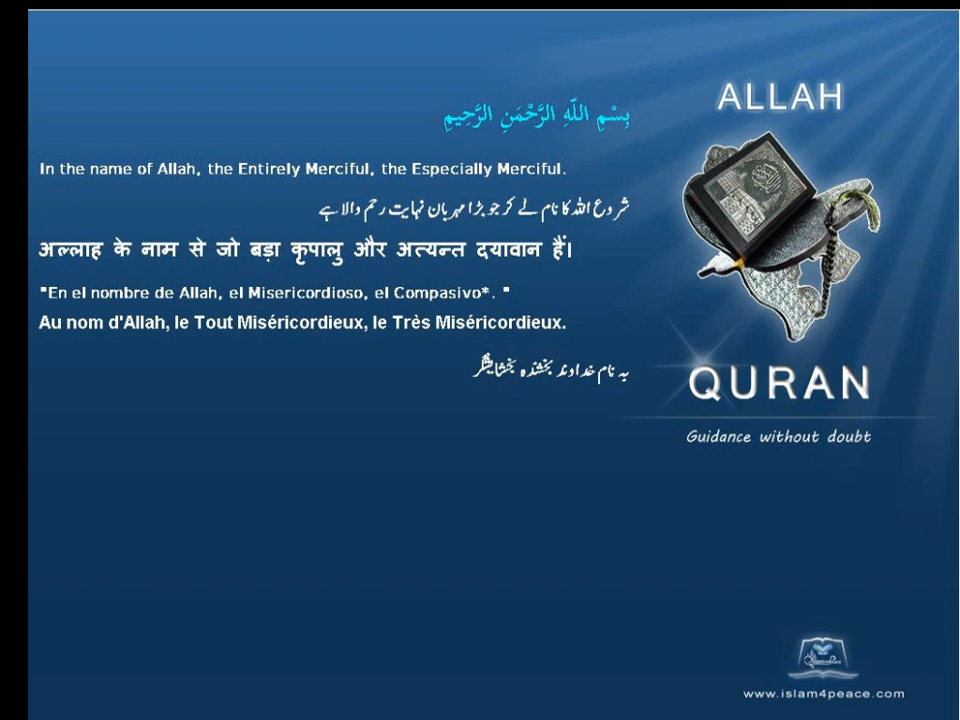 بِسْمِ اللَّهِ الرَّحْمَنِ الرَّحِيمِ
In the name of Allah, the Entirely Merciful, the Especially Merciful.
شروع اللہ کا نام لے کر جو بڑا مہربان نہایت رحم والا ہے
अल्लाह के नाम से जो बड़ा कृपालु और अत्यन्त दयावान हैं।
"En el nombre de Allah, el Misericordioso, el Compasivo*. "
Au nom d'Allah, le Tout Miséricordieux, le Très Miséricordieux.
به نام خداوند بخشنده بخشایشگر
ALLAH
QURAN
Guidance without doubt
www.islam4peace.com